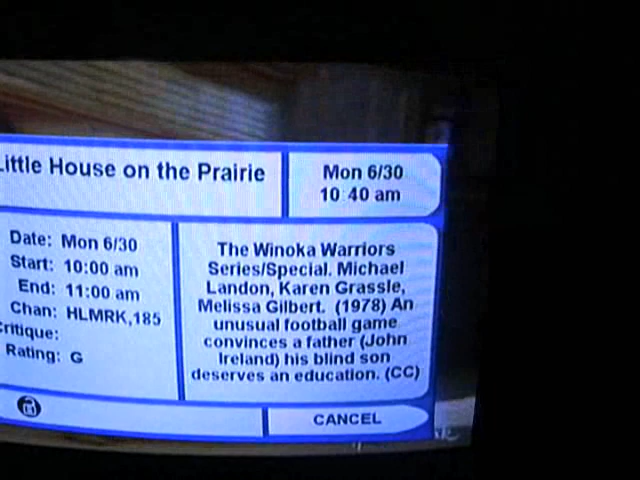 Little House on the Prairie
Mon 6/30
10:40 am
Date: Mon 6/30
Start: 10:00 am
End: 11:00 am
Chan: HLMRK,185
Critique:
Rating: G
The Winoka Warriors
Series/Special. Michael
Landon, Karen Grassle,
Melissa Gilbert. (1978) An
unusual football game
convinces a father (John
Ireland) his blind son
deserves an education. (CC)
CANCEL